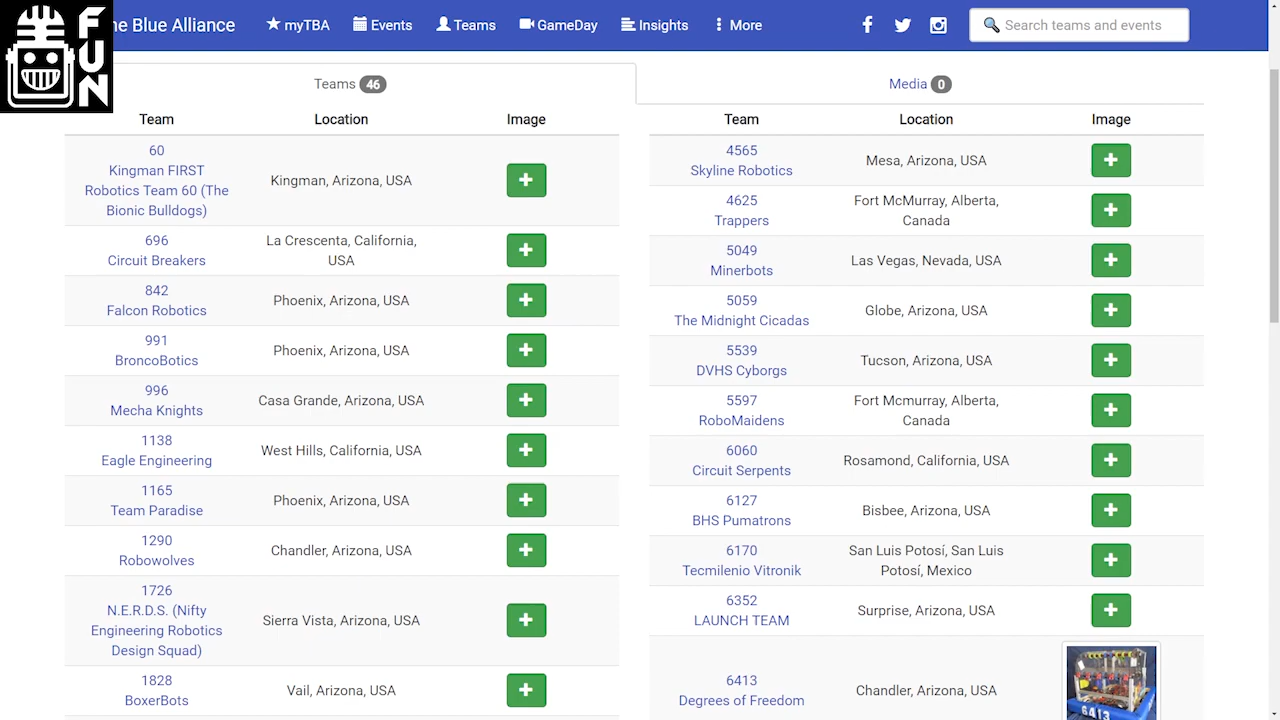 FUN
The Blue Alliance myTBA Events Teams GameDay Insights Search teams and events
Teams 46
Media 0
Team Location Image
60
Kingman FIRST
Robotics Team 60 (The
Bionic Bulldogs)
Kingman, Arizona, USA
696
Circuit Breakers
La Crescenta, California,
USA
842
Falcon Robotics
Phoenix, Arizona, USA
991
BroncoBotics
Phoenix, Arizona, USA
996
Mecha Knights
Casa Grande, Arizona, USA
1138
Eagle Engineering
West Hills, California, USA
1165
Team Paradise
Phoenix, Arizona, USA
1290
Robowolves
Chandler, Arizona, USA
1726
N.E.R.D.S. (Nifty
Engineering Robotics
Design Squad)
Sierra Vista, Arizona, USA
1828
BoxerBots
Vail, Arizona, USA
Team Location Image
4565
Skyline Robotics
Mesa, Arizona, USA
4625
Trappers
Fort McMurray, Alberta,
Canada
5049
Minerbots
Las Vegas, Nevada, USA
5059
The Midnight Cicadas
Globe, Arizona, USA
5539
DVHS Cyborgs
Tucson, Arizona, USA
5597
RoboMaidens
Fort Mcmurray, Alberta,
Canada
6060
Circuit Serpents
Rosamond, California, USA
6127
BHS Pumatrons
Bisbee, Arizona, USA
6170
Tecmilenio Vitronik
San Luis Potosí, San Luis
Potosí, Mexico
6352
LAUNCH TEAM
Surprise, Arizona, USA
6413
Degrees of Freedom
Chandler, Arizona, USA
6413